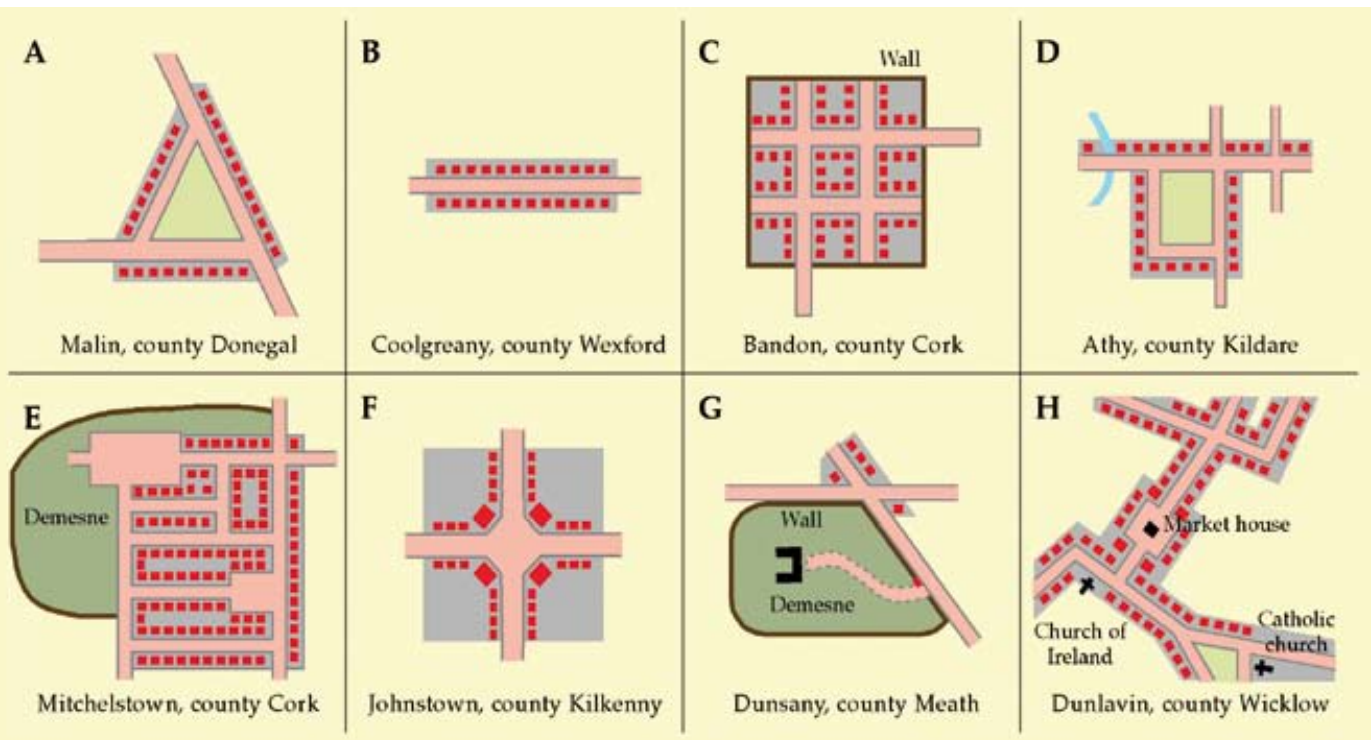 A
Malin, county Donegal
B
Coolgreany, county Wexford
C
Wall
Bandon, county Cork
D
Athy, county Kildare
E
Demesne
Mitchelstown, county Cork
F
Johnstown, county Kilkenny
G
Wall
Demesne
Dunsany, county Meath
H
Market house
Church of
Ireland
Catholic
church
Dunlavin, county Wicklow